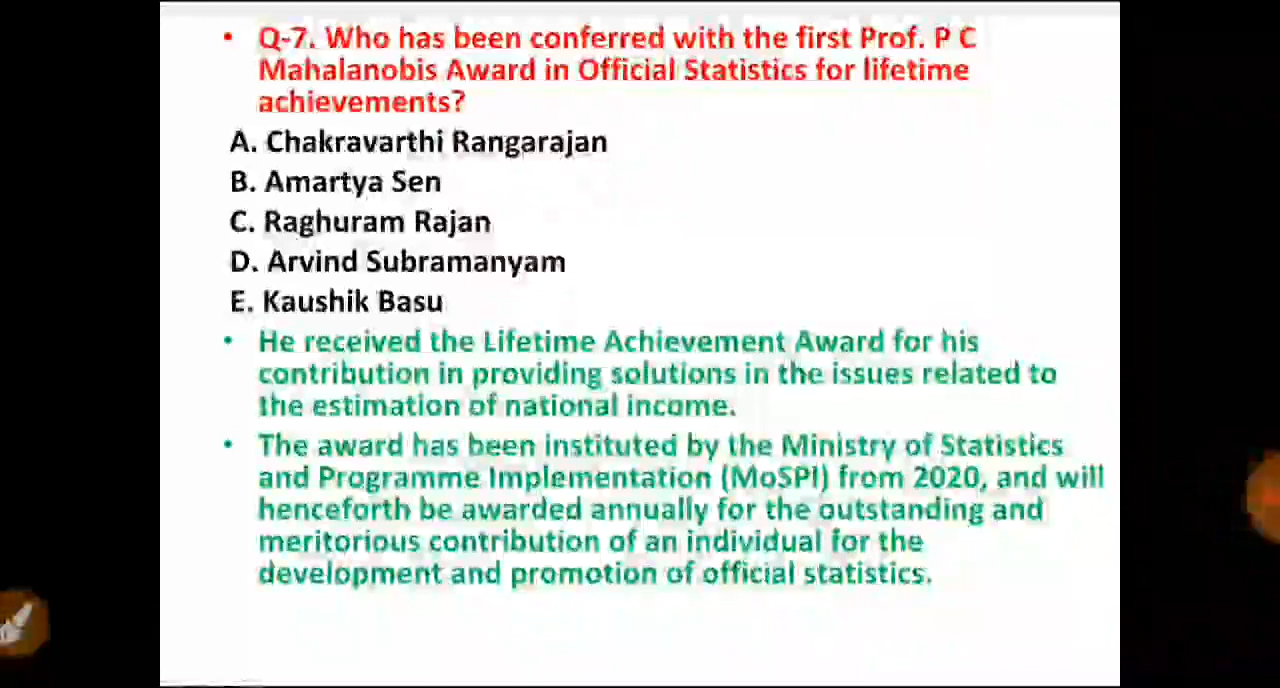 • Q-7. Who has been conferred with the first Prof. P C
Mahalanobis Award in Official Statistics for lifetime
achievements?
A. Chakravarthi Rangarajan
B. Amartya Sen
C. Raghuram Rajan
D. Arvind Subramanyam
E. Kaushik Basu
• He received the Lifetime Achievement Award for his
contribution in providing solutions in the issues related to
the estimation of national income.
• The award has been instituted by the Ministry of Statistics
and Programme Implementation (MoSPI) from 2020, and will
henceforth be awarded annually for the outstanding and
meritorious contribution of an individual for the
development and promotion of official statistics.